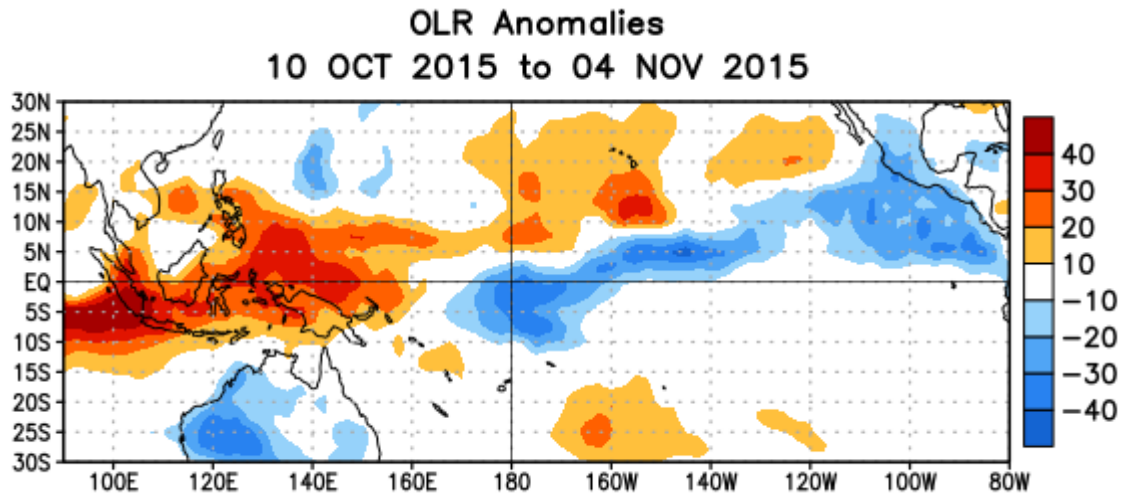 OLR Anomalies
10 OCT 2015 to 04 NOV 2015
30N
25N
20N
15N
10N
5N
EQ
5S
10S
15S
20S
25S
30S
100E 120E 140E 160E 180 160W 140W 120W 100W 80W
40
30
20
10
−10
−20
−30
−40